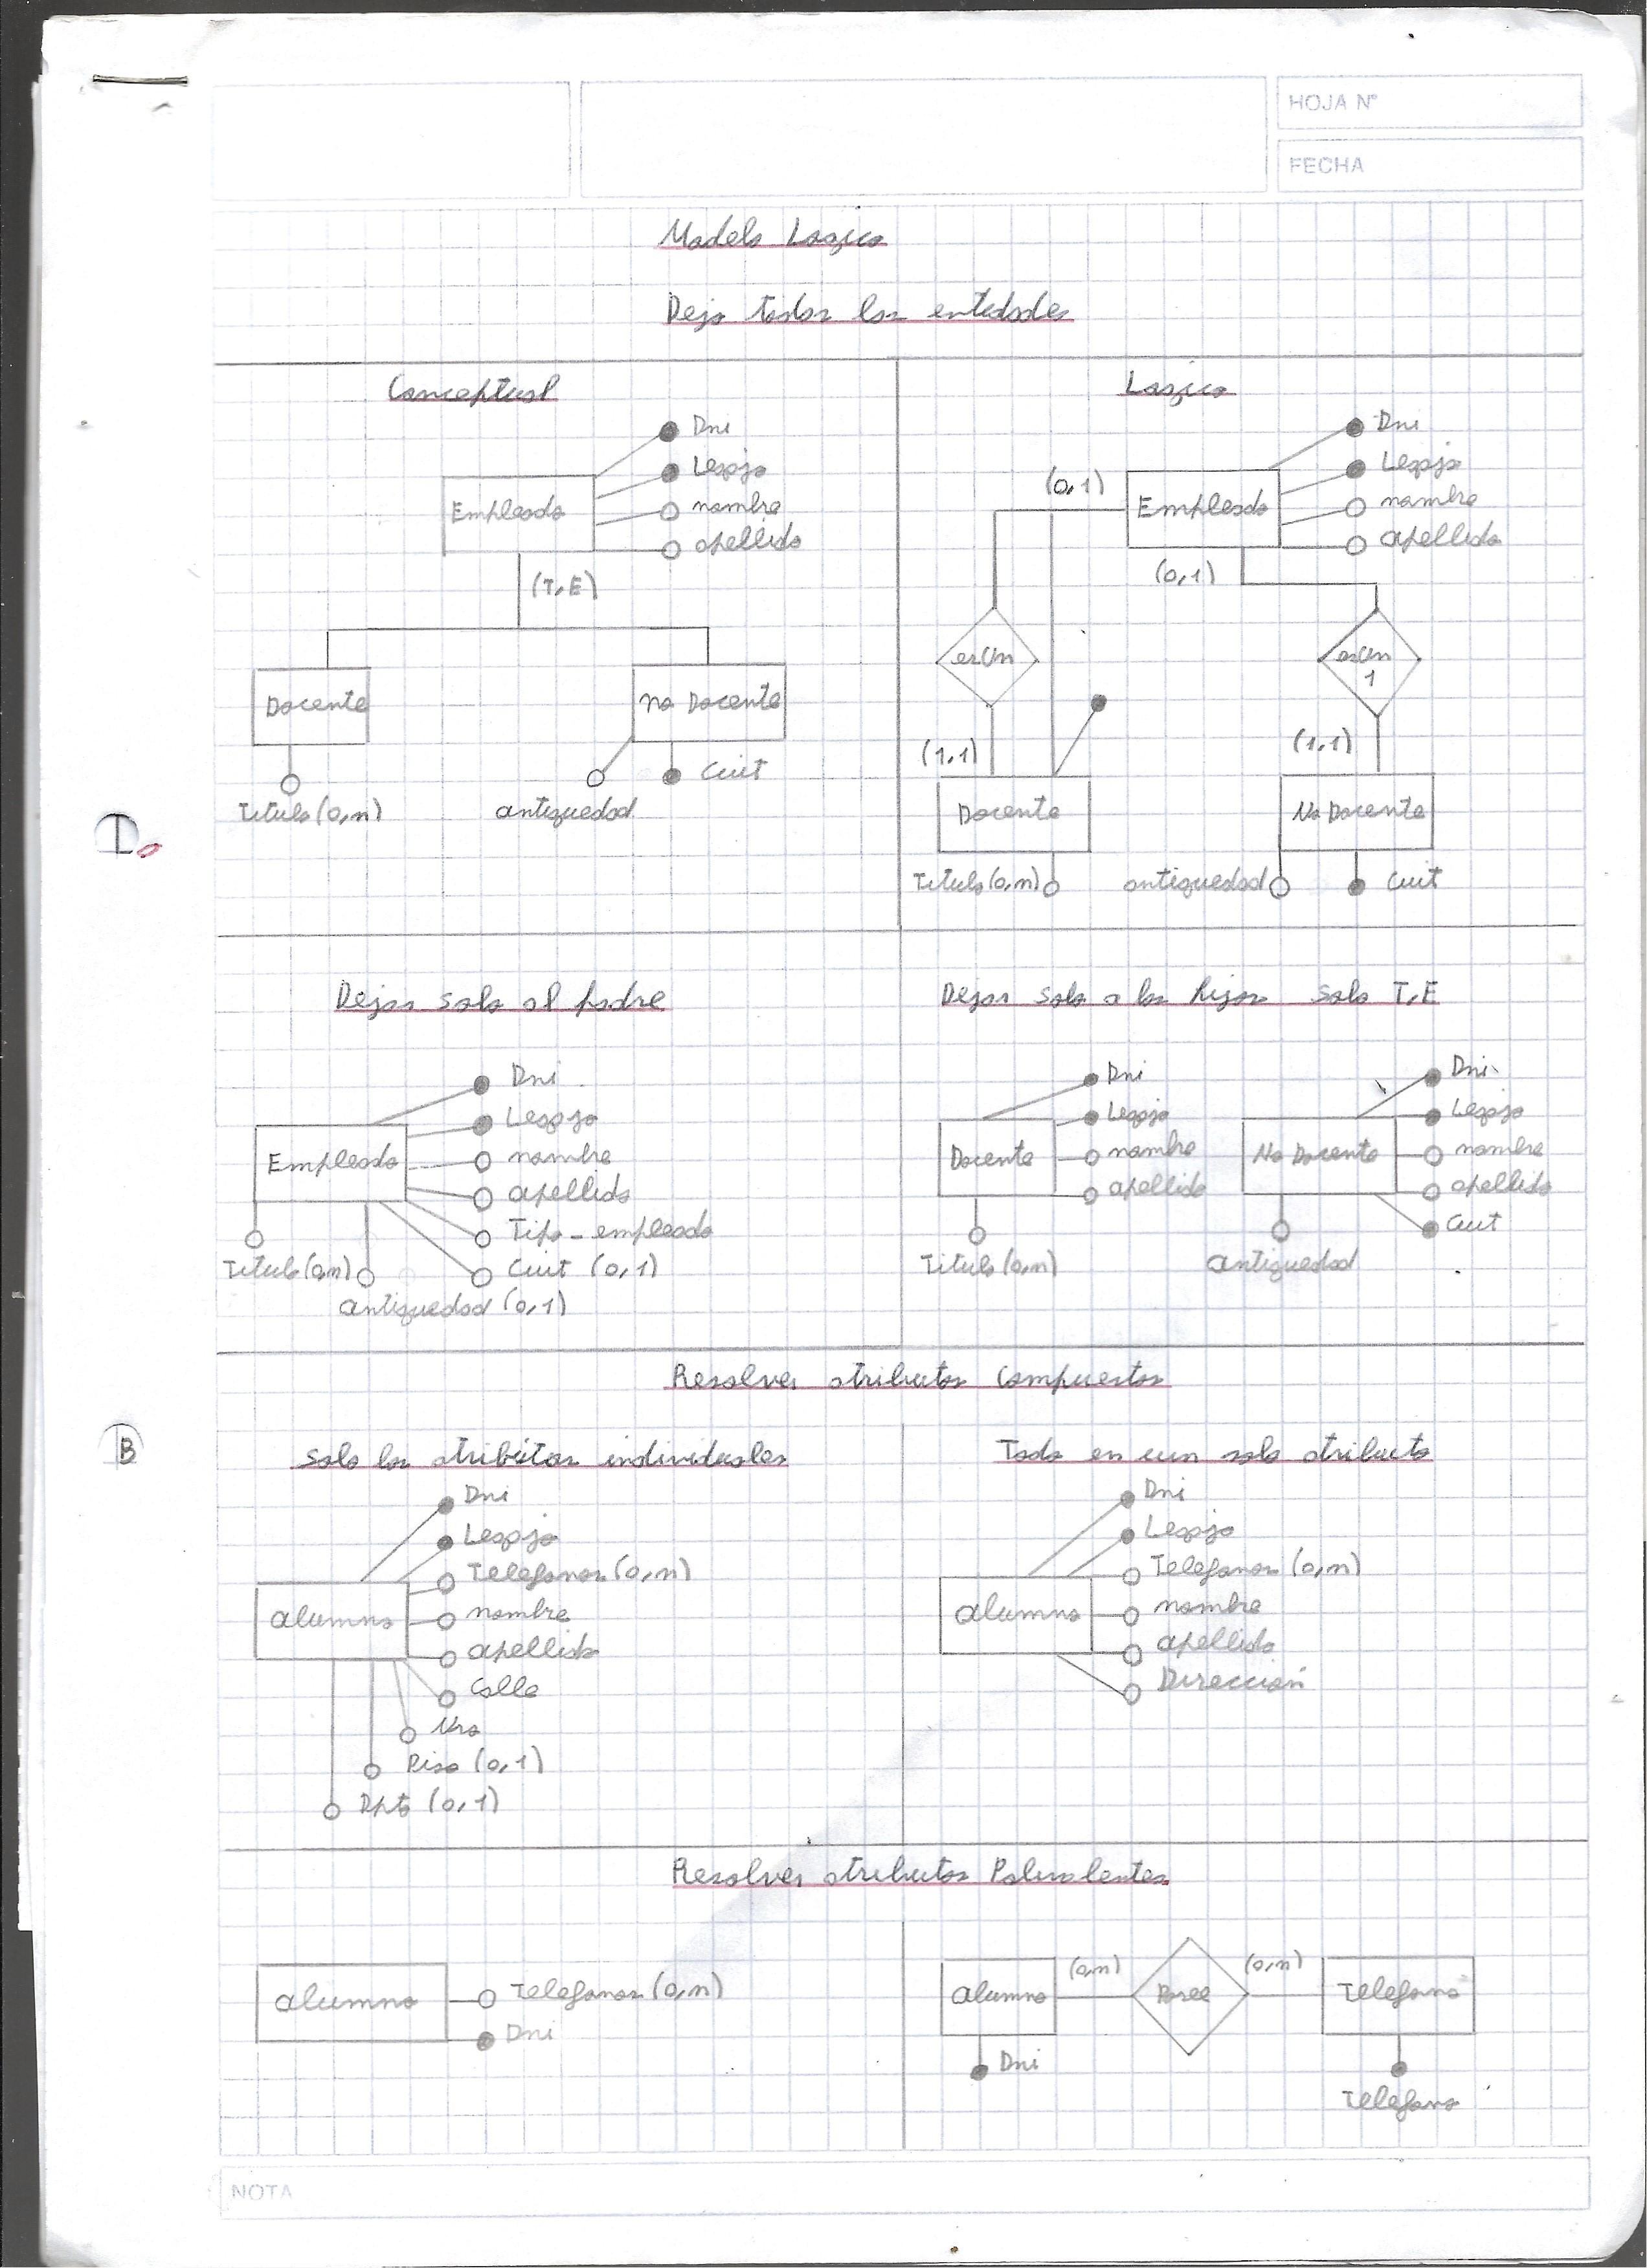 HOJA Nº
FECHA
Modelo Logico
Dejo todas las entidades
Conceptual
Dni
Legajo
nombre
apellido
Empleado
(T,E)
Docente
no Docente
Titulo (0,n)
antiguedad
Cuit
Logico
Dni
Legajo
nombre
apellido
(0,1)
Empleado
(0,1)
esUn
esUn
1
(1,1)
(1,1)
Docente
No Docente
Titulo (0,n)
antiguedad
Cuit
I.
Dejar solo al padre
Dni
Legajo
nombre
apellido
Tipo_empleado
Cuit (0,1)
Empleado
Titulo (0,n)
antiguedad (0,1)
Dejar solo a los hijos solo T,E
Dni
Legajo
nombre
apellido
Docente
Titulo (0,n)
Dni
Legajo
nombre
apellido
Cuit
No Docente
antiguedad
Resolver atributos Compuestos
B
Solo los atributos individuales
Dni
Legajo
Telefonos (0,n)
nombre
apellido
Calle
Nro
Piso (0,1)
Dpto (0,1)
alumno
Todo en un solo atributo
Dni
Legajo
Telefonos (0,n)
nombre
apellido
Dirección
alumno
Resolver atributos Polivalentes
alumno
Telefonos (0,n)
Dni
alumno
(0,n)
Posee
(0,n)
Telefono
Dni
Telefono
NOTA